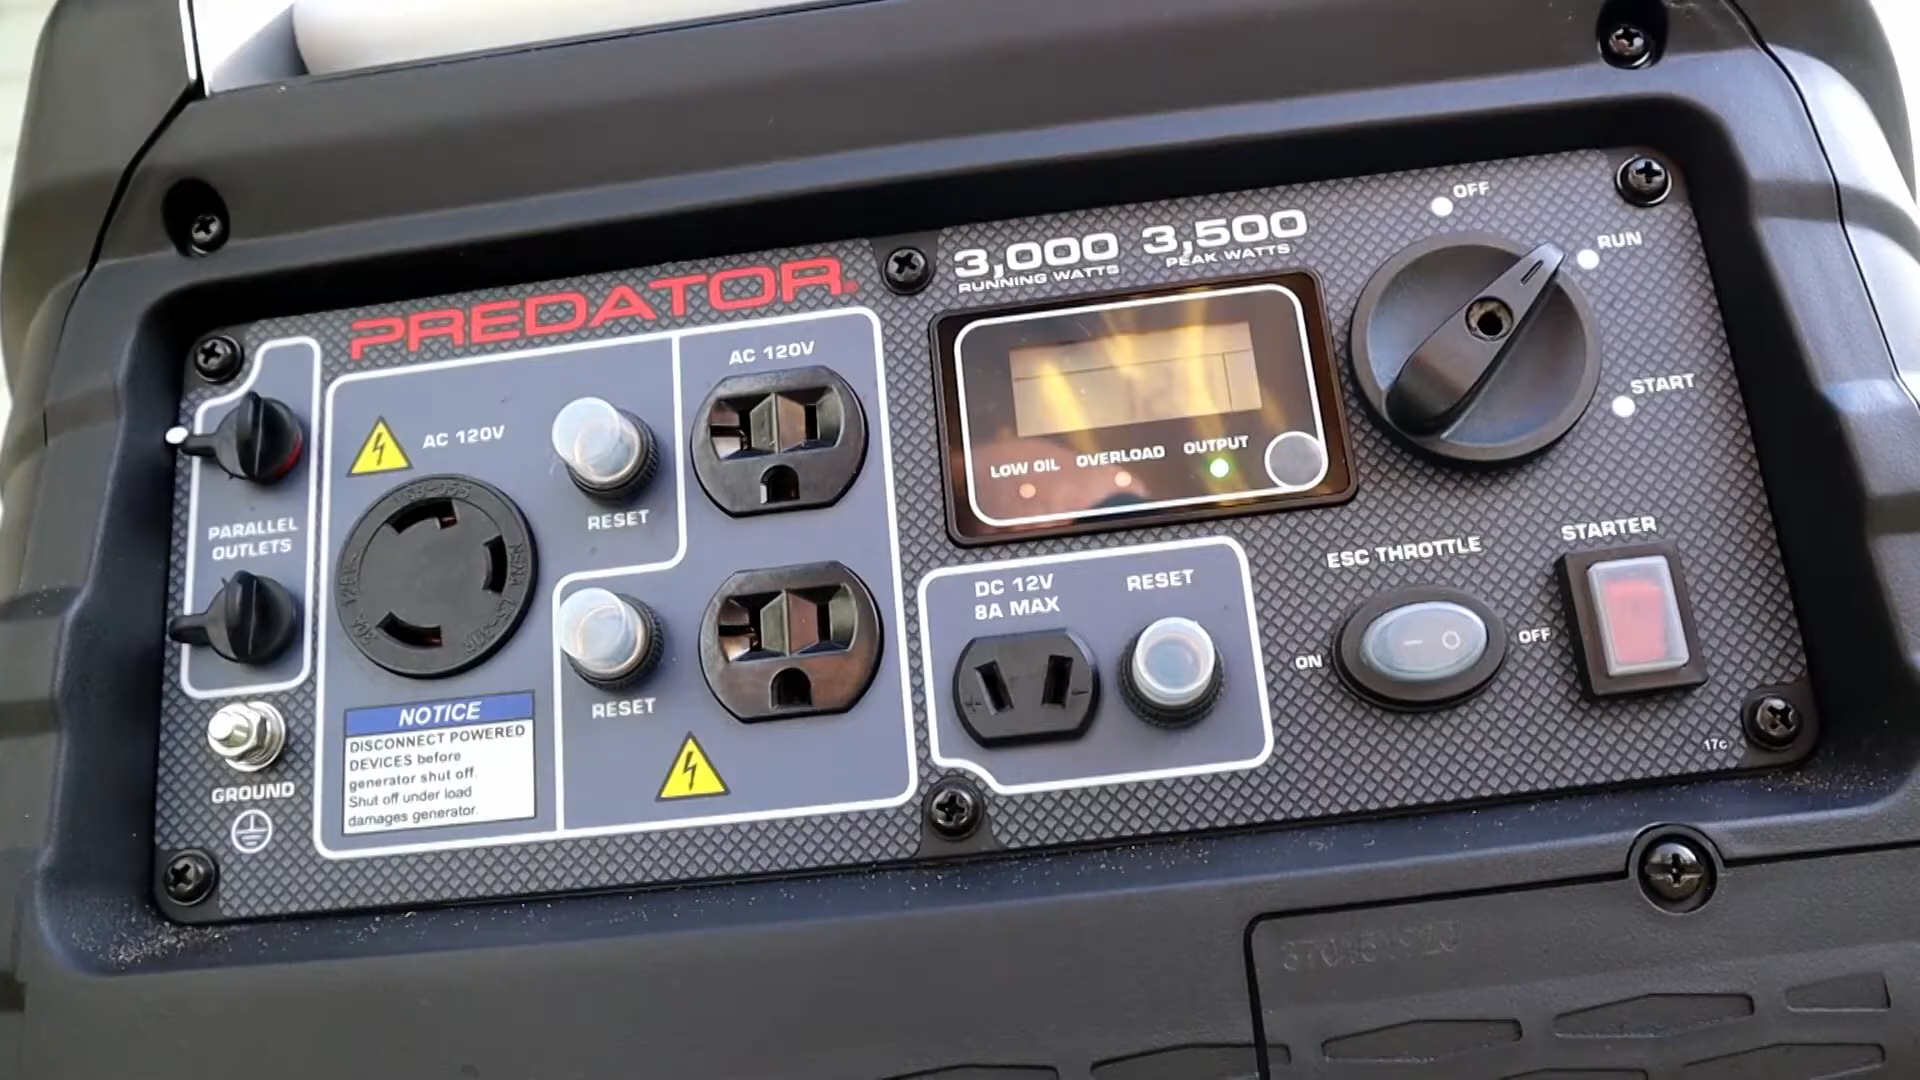 PREDATOR
3,000 3,500
RUNNING WATTS PEAK WATTS
OFF
RUN
START
AC 120V
AC 120V
RESET
PARALLEL
OUTLETS
RESET
LOW OIL OVERLOAD OUTPUT
DC 12V
8A MAX
RESET
ESC THROTTLE
STARTER
ON
OFF
NOTICE
DISCONNECT POWERED
DEVICES before
generator shut off.
Shut off under load
damages generator.
GROUND
17c